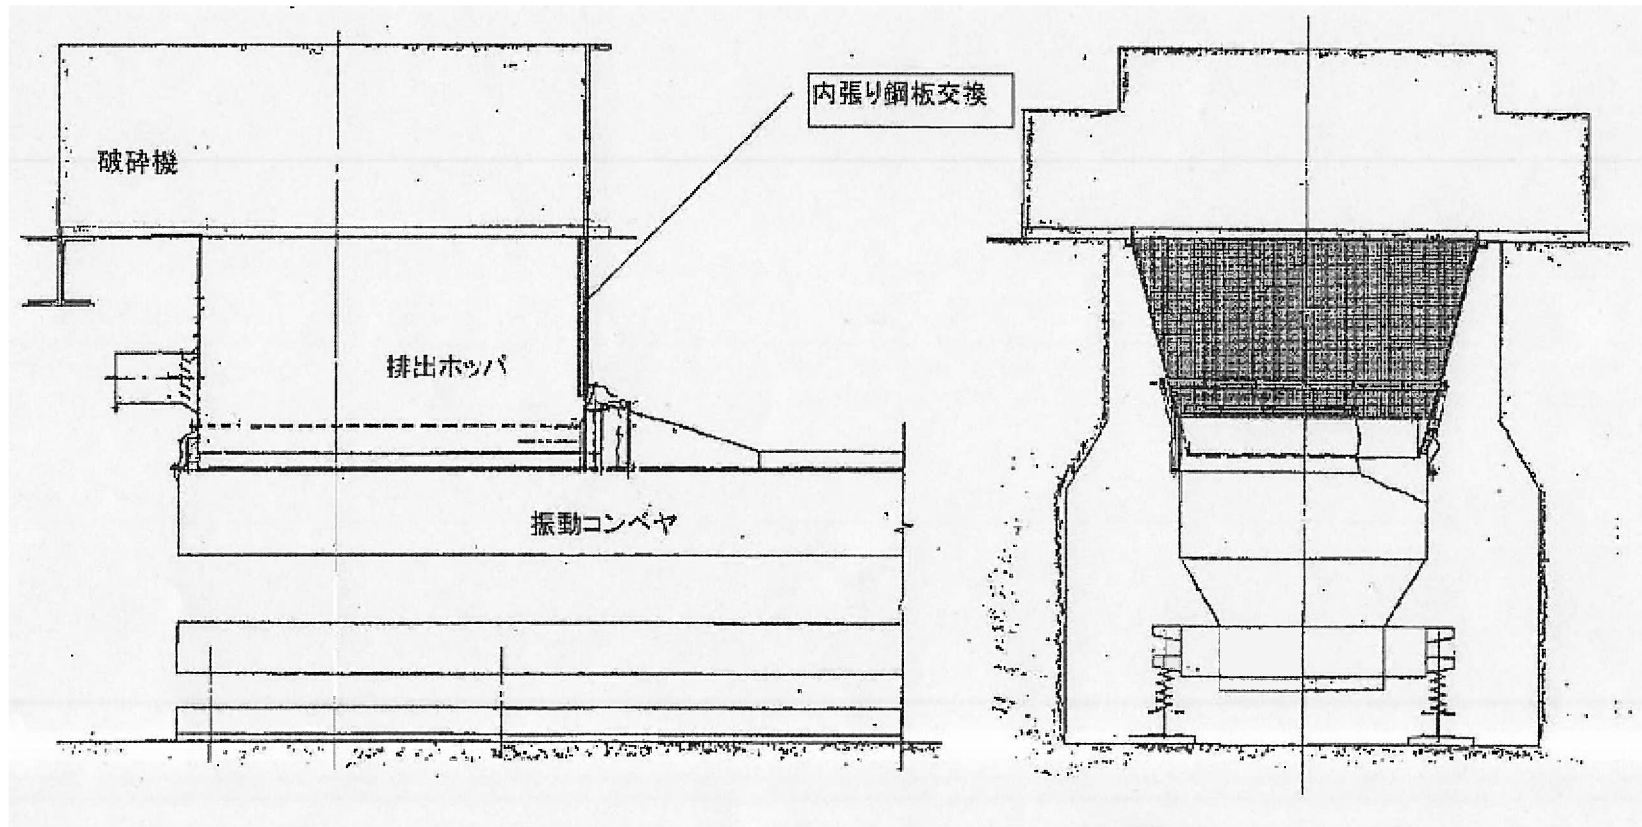 内張り鋼板交換
破砕機
排出ホッパ
振動コンベヤ